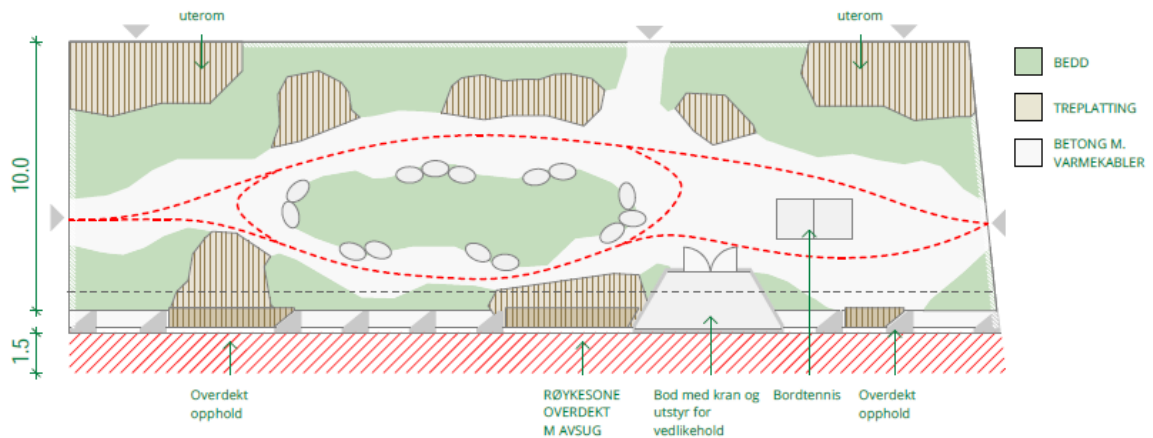 uterom
uterom
BEDD
TREPLATTING
BETONG M.
VARMEKABLER
10.0
1.5
Overdekt
opphold
RØYKESONE
OVERDEKT
M AVSUG
Bod med kran og
utstyr for
vedlikehold
Bordtennis
Overdekt
opphold